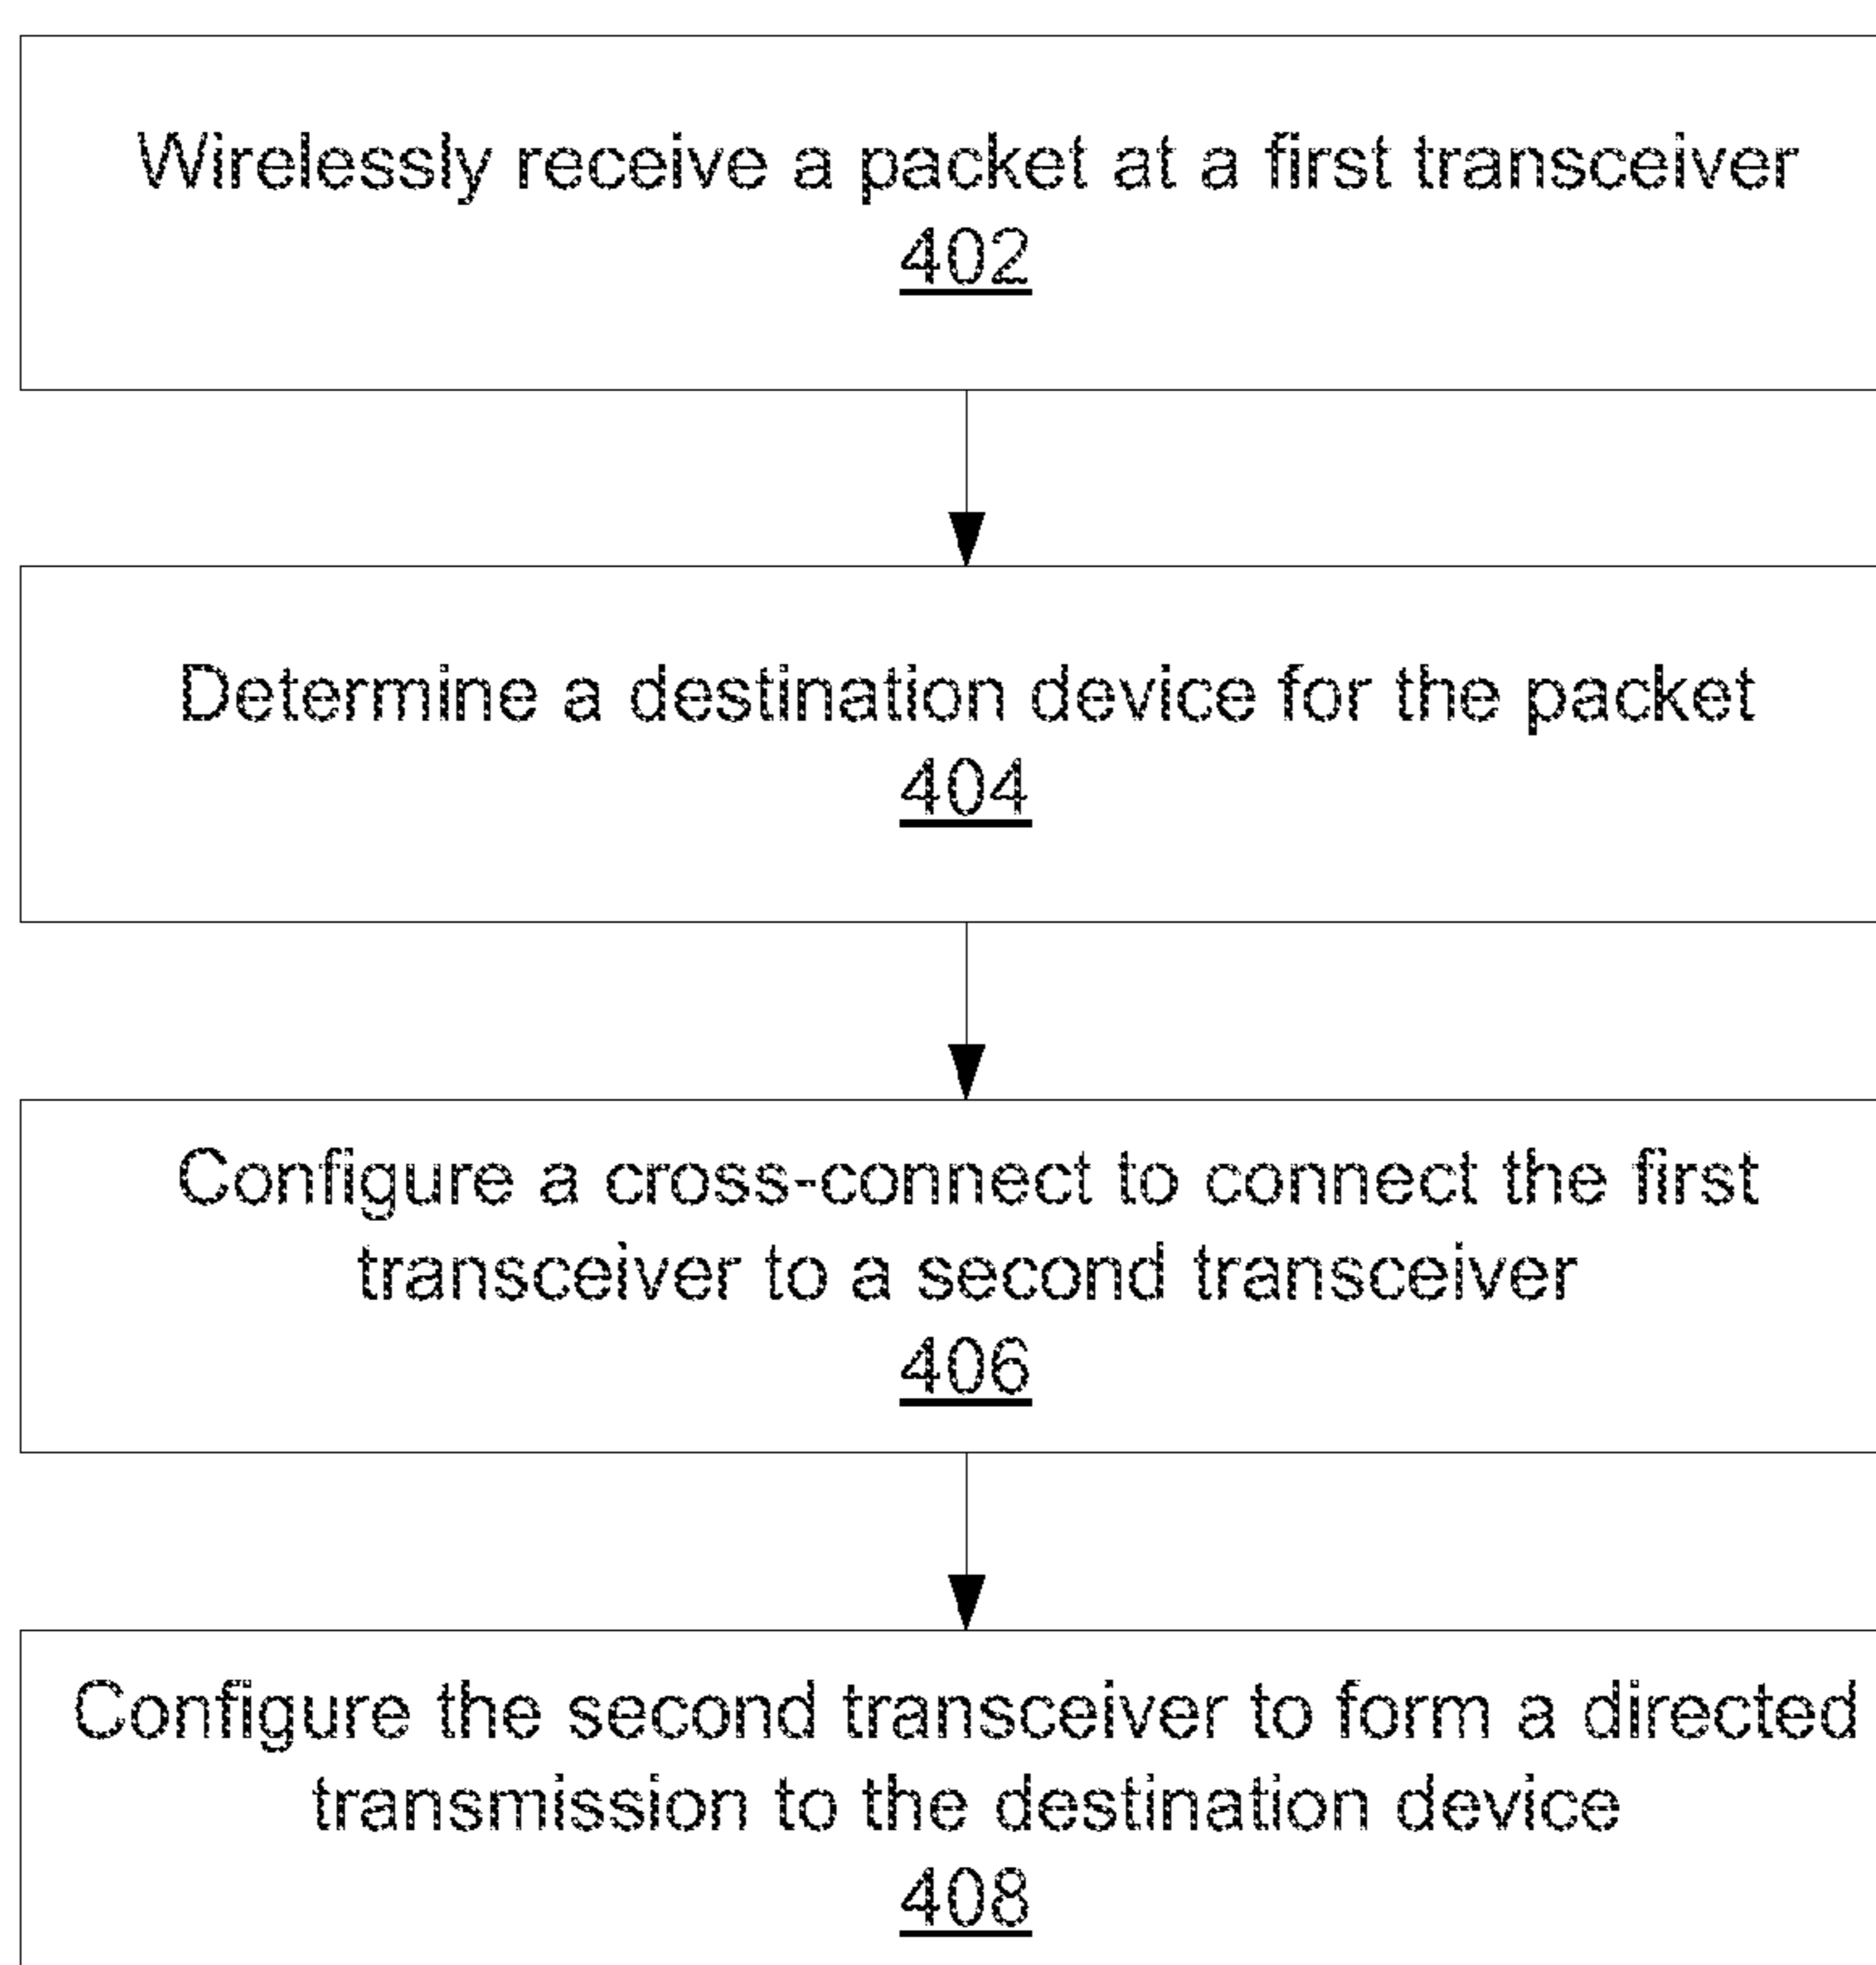 Wirelessly receive a packet at a first transceiver
402
Determine a destination device for the packet
404
Configure a cross-connect to connect the first
transceiver to a second transceiver
406
Configure the second transceiver to form a directed
transmission to the destination device
408